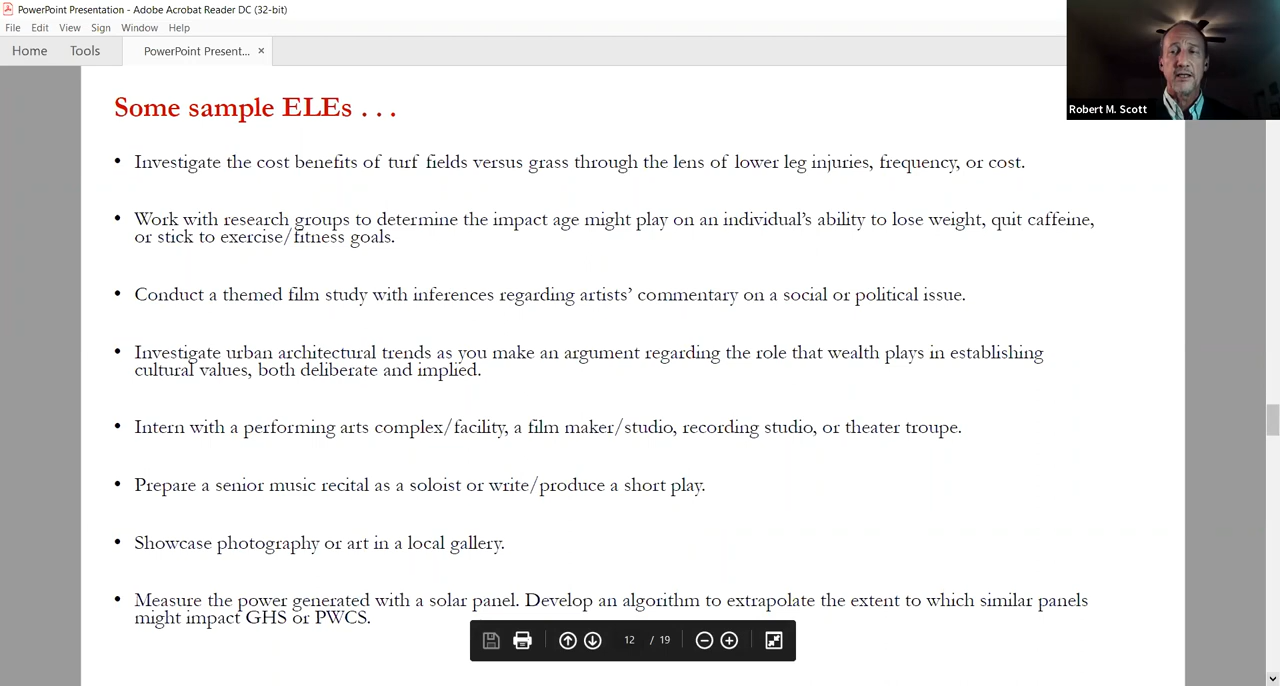 PowerPoint Presentation - Adobe Acrobat Reader DC (32-bit)
File Edit View Sign Window Help
Home Tools PowerPoint Present... ×
Robert M. Scott
Some sample ELEs . . .
• Investigate the cost benefits of turf fields versus grass through the lens of lower leg injuries, frequency, or cost.
• Work with research groups to determine the impact age might play on an individual’s ability to lose weight, quit caffeine,
or stick to exercise/fitness goals.
• Conduct a themed film study with inferences regarding artists’ commentary on a social or political issue.
• Investigate urban architectural trends as you make an argument regarding the role that wealth plays in establishing
cultural values, both deliberate and implied.
• Intern with a performing arts complex/facility, a film maker/studio, recording studio, or theater troupe.
• Prepare a senior music recital as a soloist or write/produce a short play.
• Showcase photography or art in a local gallery.
• Measure the power generated with a solar panel. Develop an algorithm to extrapolate the extent to which similar panels
might impact GHS or PWCS.
12 / 19